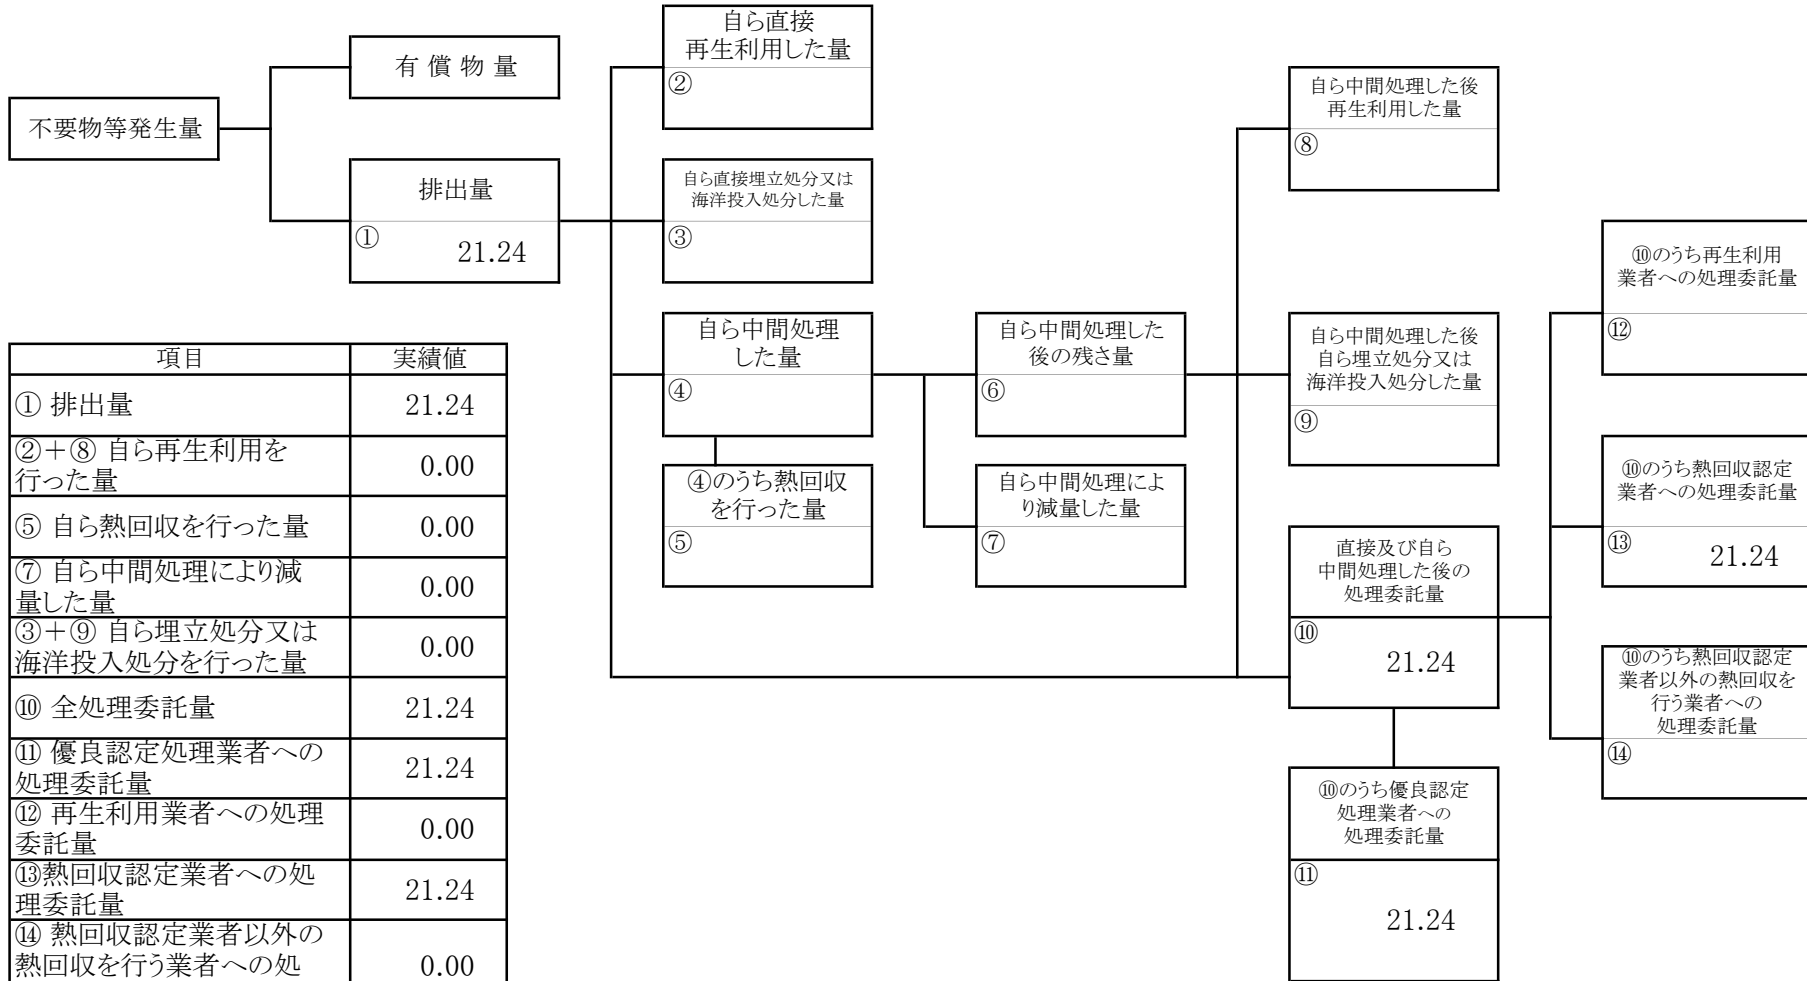 不要物等発生量
有 償 物 量
排出量
①
21.24
自ら直接
再生利用した量
②
自ら直接埋立処分又は
海洋投入処分した量
③
自ら中間処理
した量
④
④のうち熱回収
を行った量
⑤
自ら中間処理した
後の残さ量
⑥
自ら中間処理によ
り減量した量
⑦
自ら中間処理した後
再生利用した量
⑧
自ら中間処理した後
自ら埋立処分又は
海洋投入処分した量
⑨
直接及び自ら
中間処理した後の
処理委託量
⑩
21.24
⑩のうち優良認定
処理業者への
処理委託量
⑪
21.24
⑩のうち再生利用
業者への処理委託量
⑫
⑩のうち熱回収認定
業者への処理委託量
⑬
21.24
⑩のうち熱回収認定
業者以外の熱回収を
行う業者への
処理委託量
⑭
項目 実績値
① 排出量 21.24
②＋⑧ 自ら再生利用を
行った量 0.00
⑤ 自ら熱回収を行った量 0.00
⑦ 自ら中間処理により減
量した量 0.00
③＋⑨ 自ら埋立処分又は
海洋投入処分を行った量 0.00
⑩ 全処理委託量 21.24
⑪ 優良認定処理業者への
処理委託量 21.24
⑫ 再生利用業者への処理
委託量 0.00
⑬熱回収認定業者への処
理委託量 21.24
⑭ 熱回収認定業者以外の
熱回収を行う業者への処 0.00